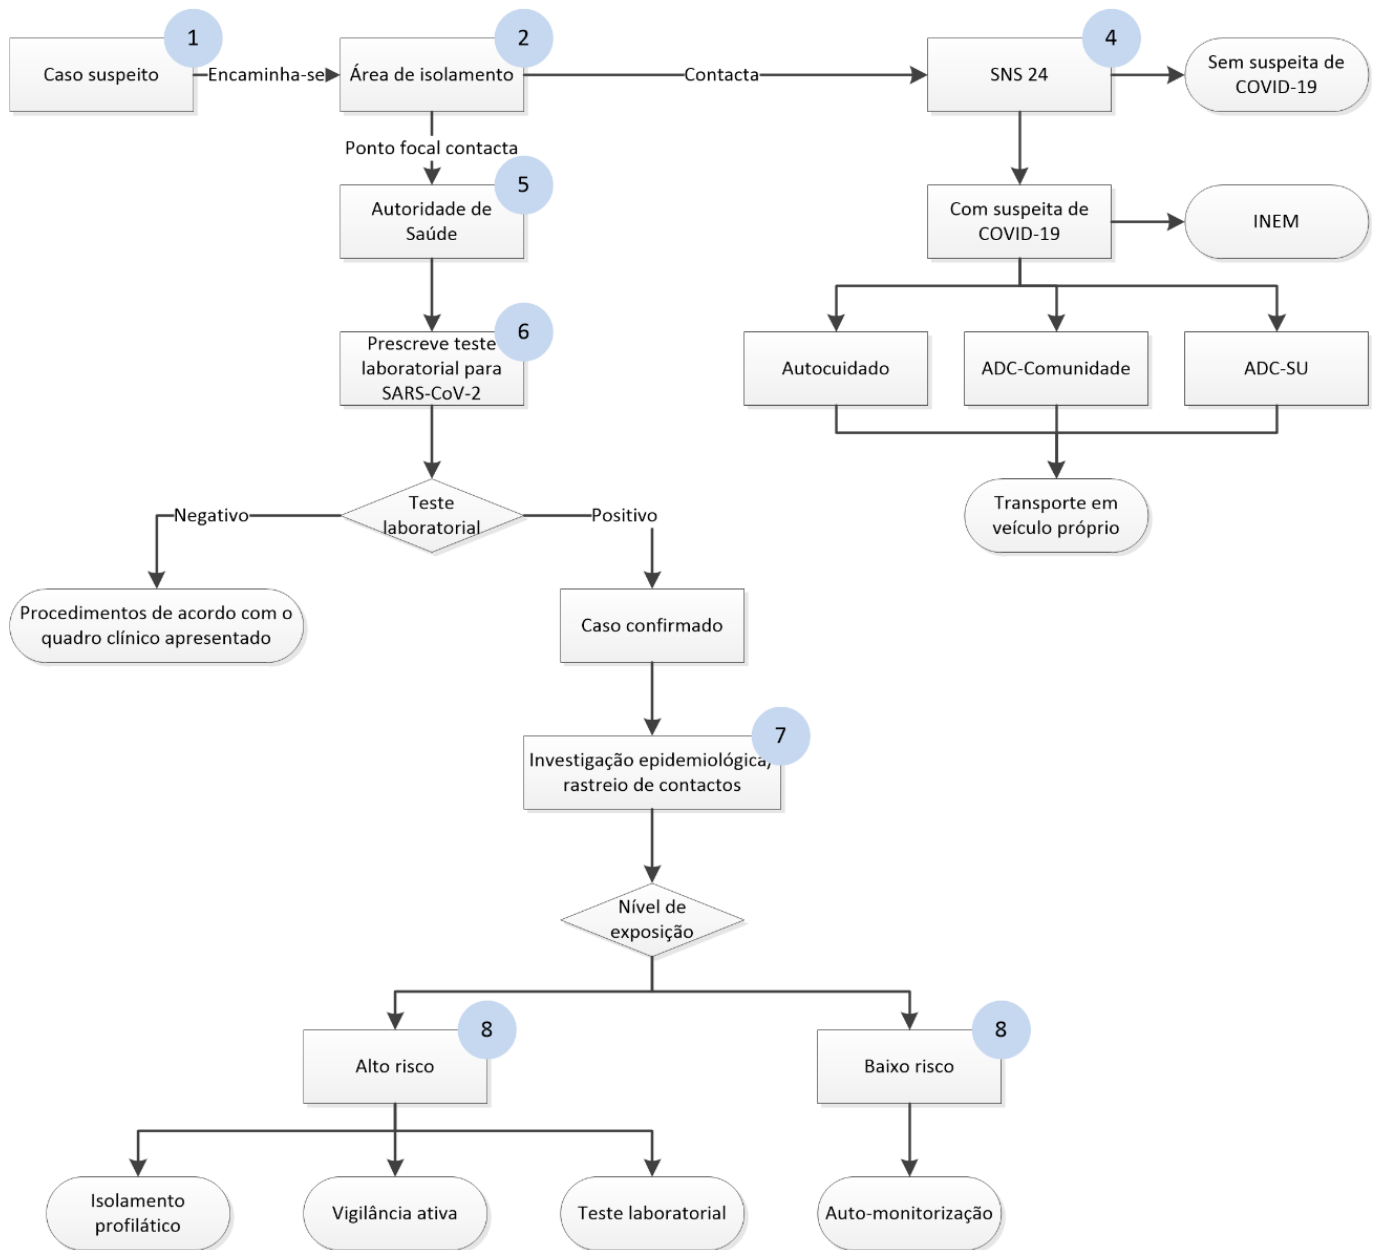 1
2
4
Caso suspeito
Encaminha-se
Área de isolamento
Contacta
SNS 24
Sem suspeita de
COVID-19
Ponto focal contacta
5
Autoridade de
Saúde
Com suspeita de
COVID-19
INEM
6
Prescreve teste
laboratorial para
SARS-CoV-2
Autocuidado
ADC-Comunidade
ADC-SU
Teste
laboratorial
Negativo
Positivo
Transporte em
veículo próprio
Procedimentos de acordo com o
quadro clínico apresentado
Caso confirmado
7
Investigação epidemiológica/
rastreio de contactos
Nível de
exposição
8
8
Alto risco
Baixo risco
Isolamento
profilático
Vigilância ativa
Teste laboratorial
Auto-monitorização